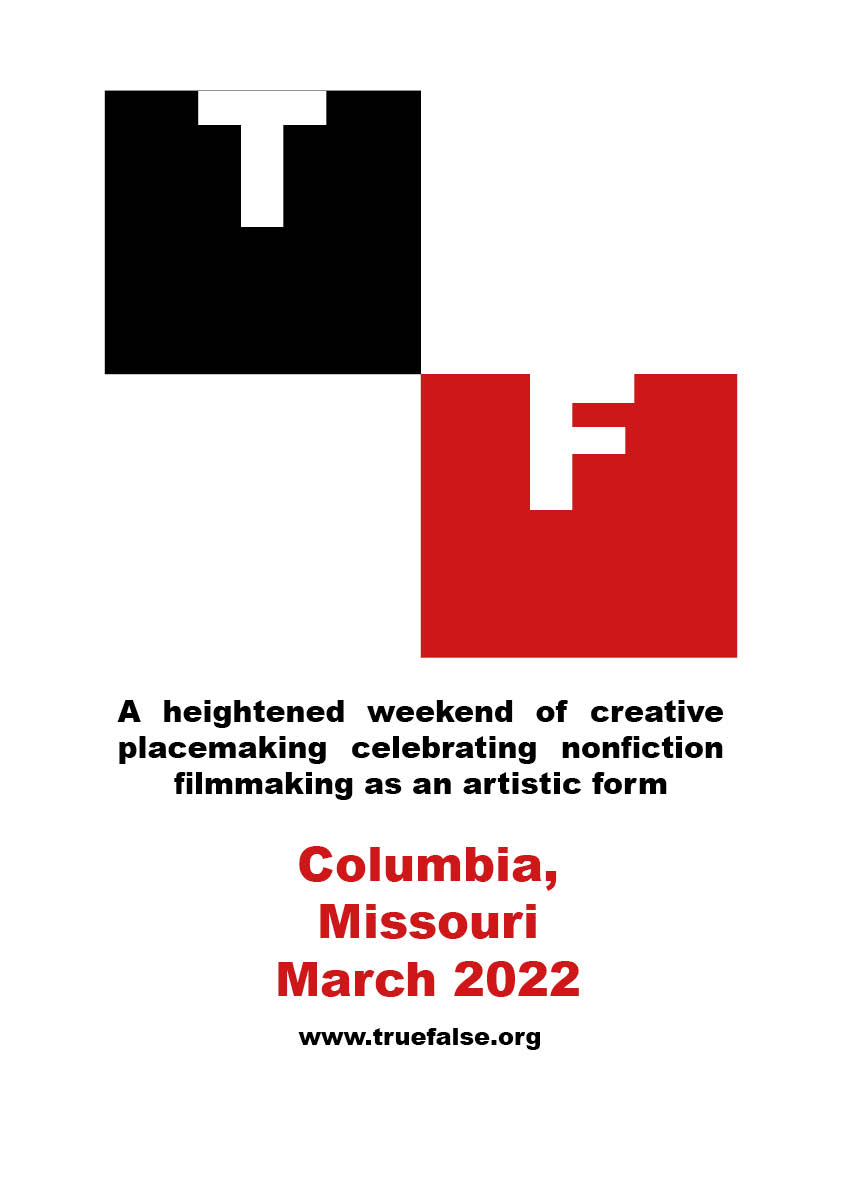 T
F
A heightened weekend of creative
placemaking celebrating nonfiction
filmmaking as an artistic form
Columbia,
Missouri
March 2022
www.truefalse.org